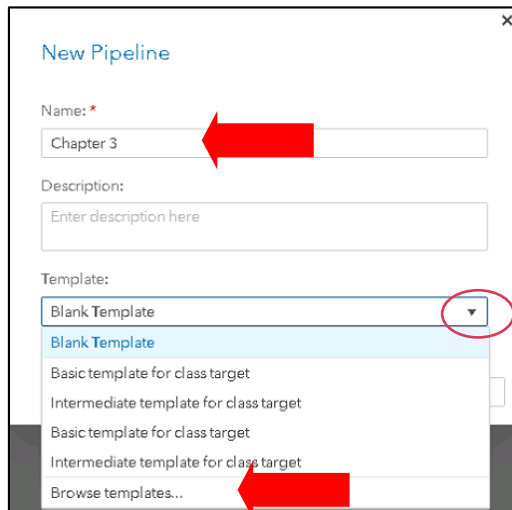 ×
New Pipeline
Name: *
Chapter 3
Description:
Enter description here
Template:
Blank Template
Blank Template
Basic template for class target
Intermediate template for class target
Basic template for class target
Intermediate template for class target
Browse templates...